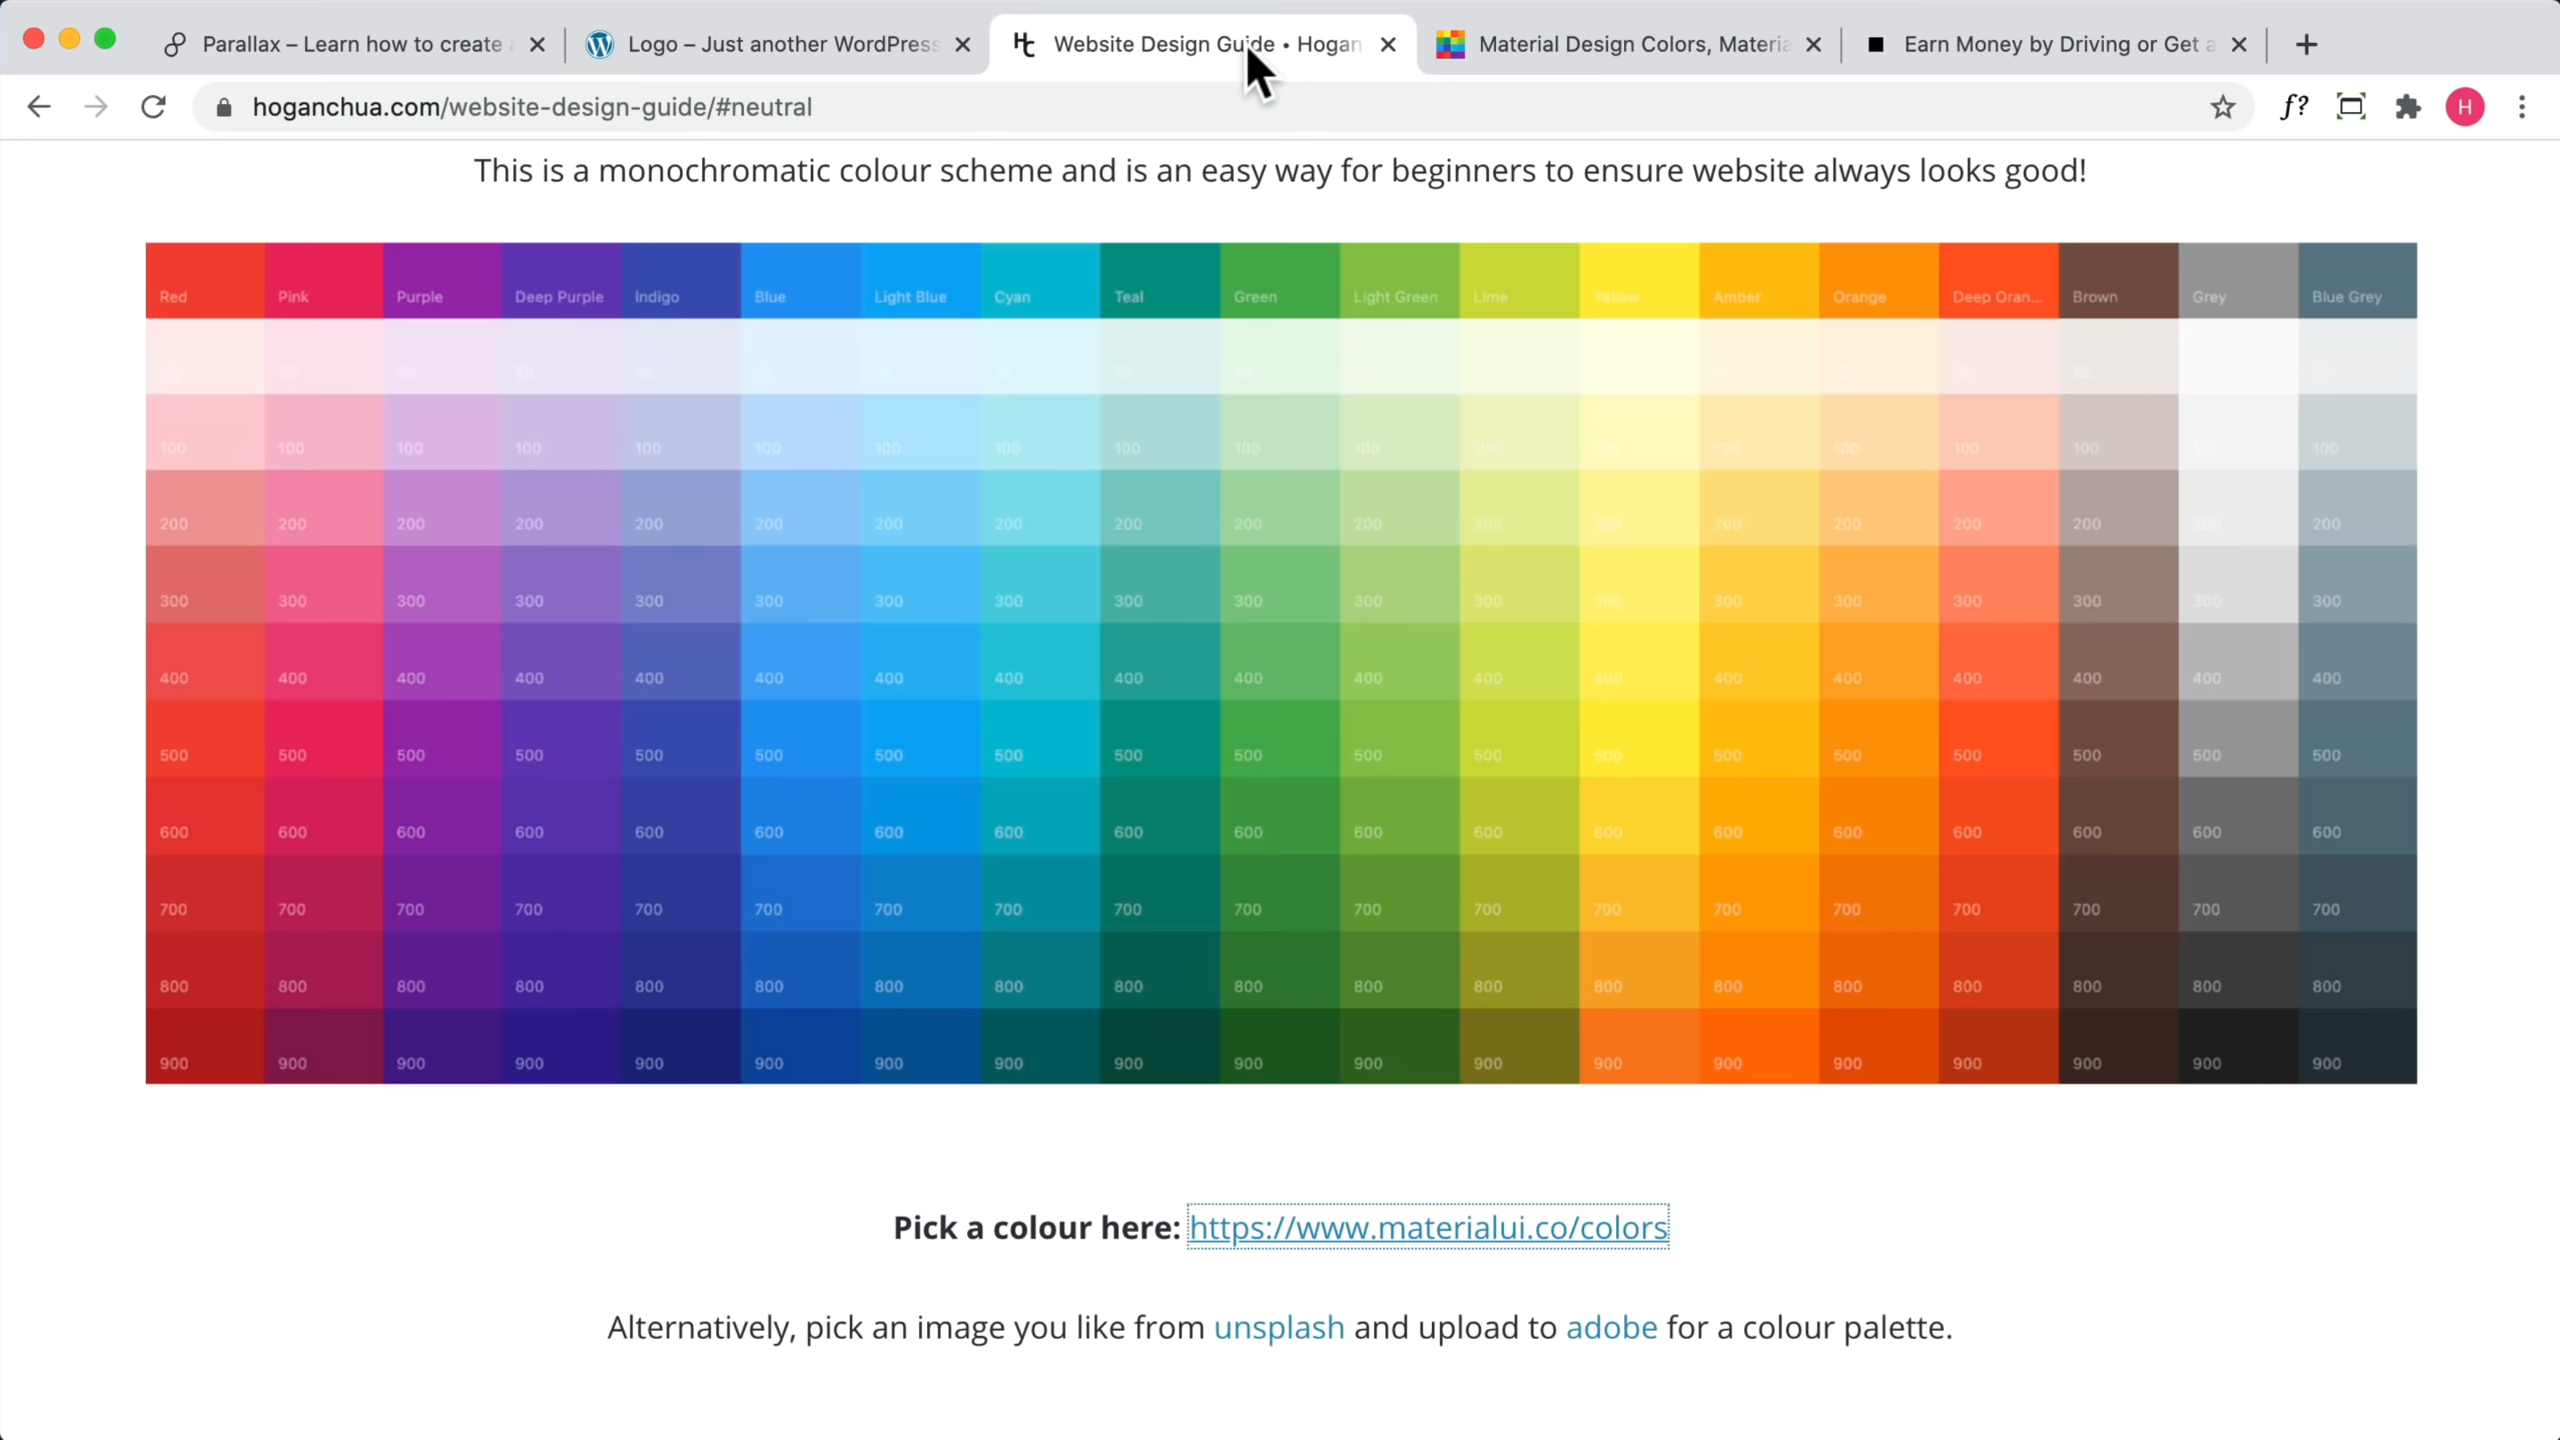 Parallax – Learn how to create a
Logo – Just another WordPress
Website Design Guide • Hogan
Material Design Colors, Materia
Earn Money by Driving or Get a
hoganchua.com/website-design-guide/#neutral
f?
H
This is a monochromatic colour scheme and is an easy way for beginners to ensure website always looks good!
Red Pink Purple Deep Purple Indigo Blue Light Blue Cyan Teal Green Light Green Lime Yellow Amber Orange Deep Oran... Brown Grey Blue Grey
100 100 100 100 100 100 100 100 100 100 100 100 100 100 100 100
200 200 200 200 200 200 200 200 200 200 200 200 200 200 200 200 200
300 300 300 300 300 300 300 300 300 300 300 300 300 300 300 300 300 300 300
400 400 400 400 400 400 400 400 400 400 400 400 400 400 400 400 400 400 400
500 500 500 500 500 500 500 500 500 500 500 500 500 500 500 500 500 500 500
600 600 600 600 600 600 600 600 600 600 600 600 600 600 600 600 600 600 600
700 700 700 700 700 700 700 700 700 700 700 700 700 700 700 700 700 700 700
800 800 800 800 800 800 800 800 800 800 800 800 800 800 800 800 800 800 800
900 900 900 900 900 900 900 900 900 900 900 900 900 900 900 900 900 900 900
Pick a colour here: https://www.materialui.co/colors
Alternatively, pick an image you like from unsplash and upload to adobe for a colour palette.